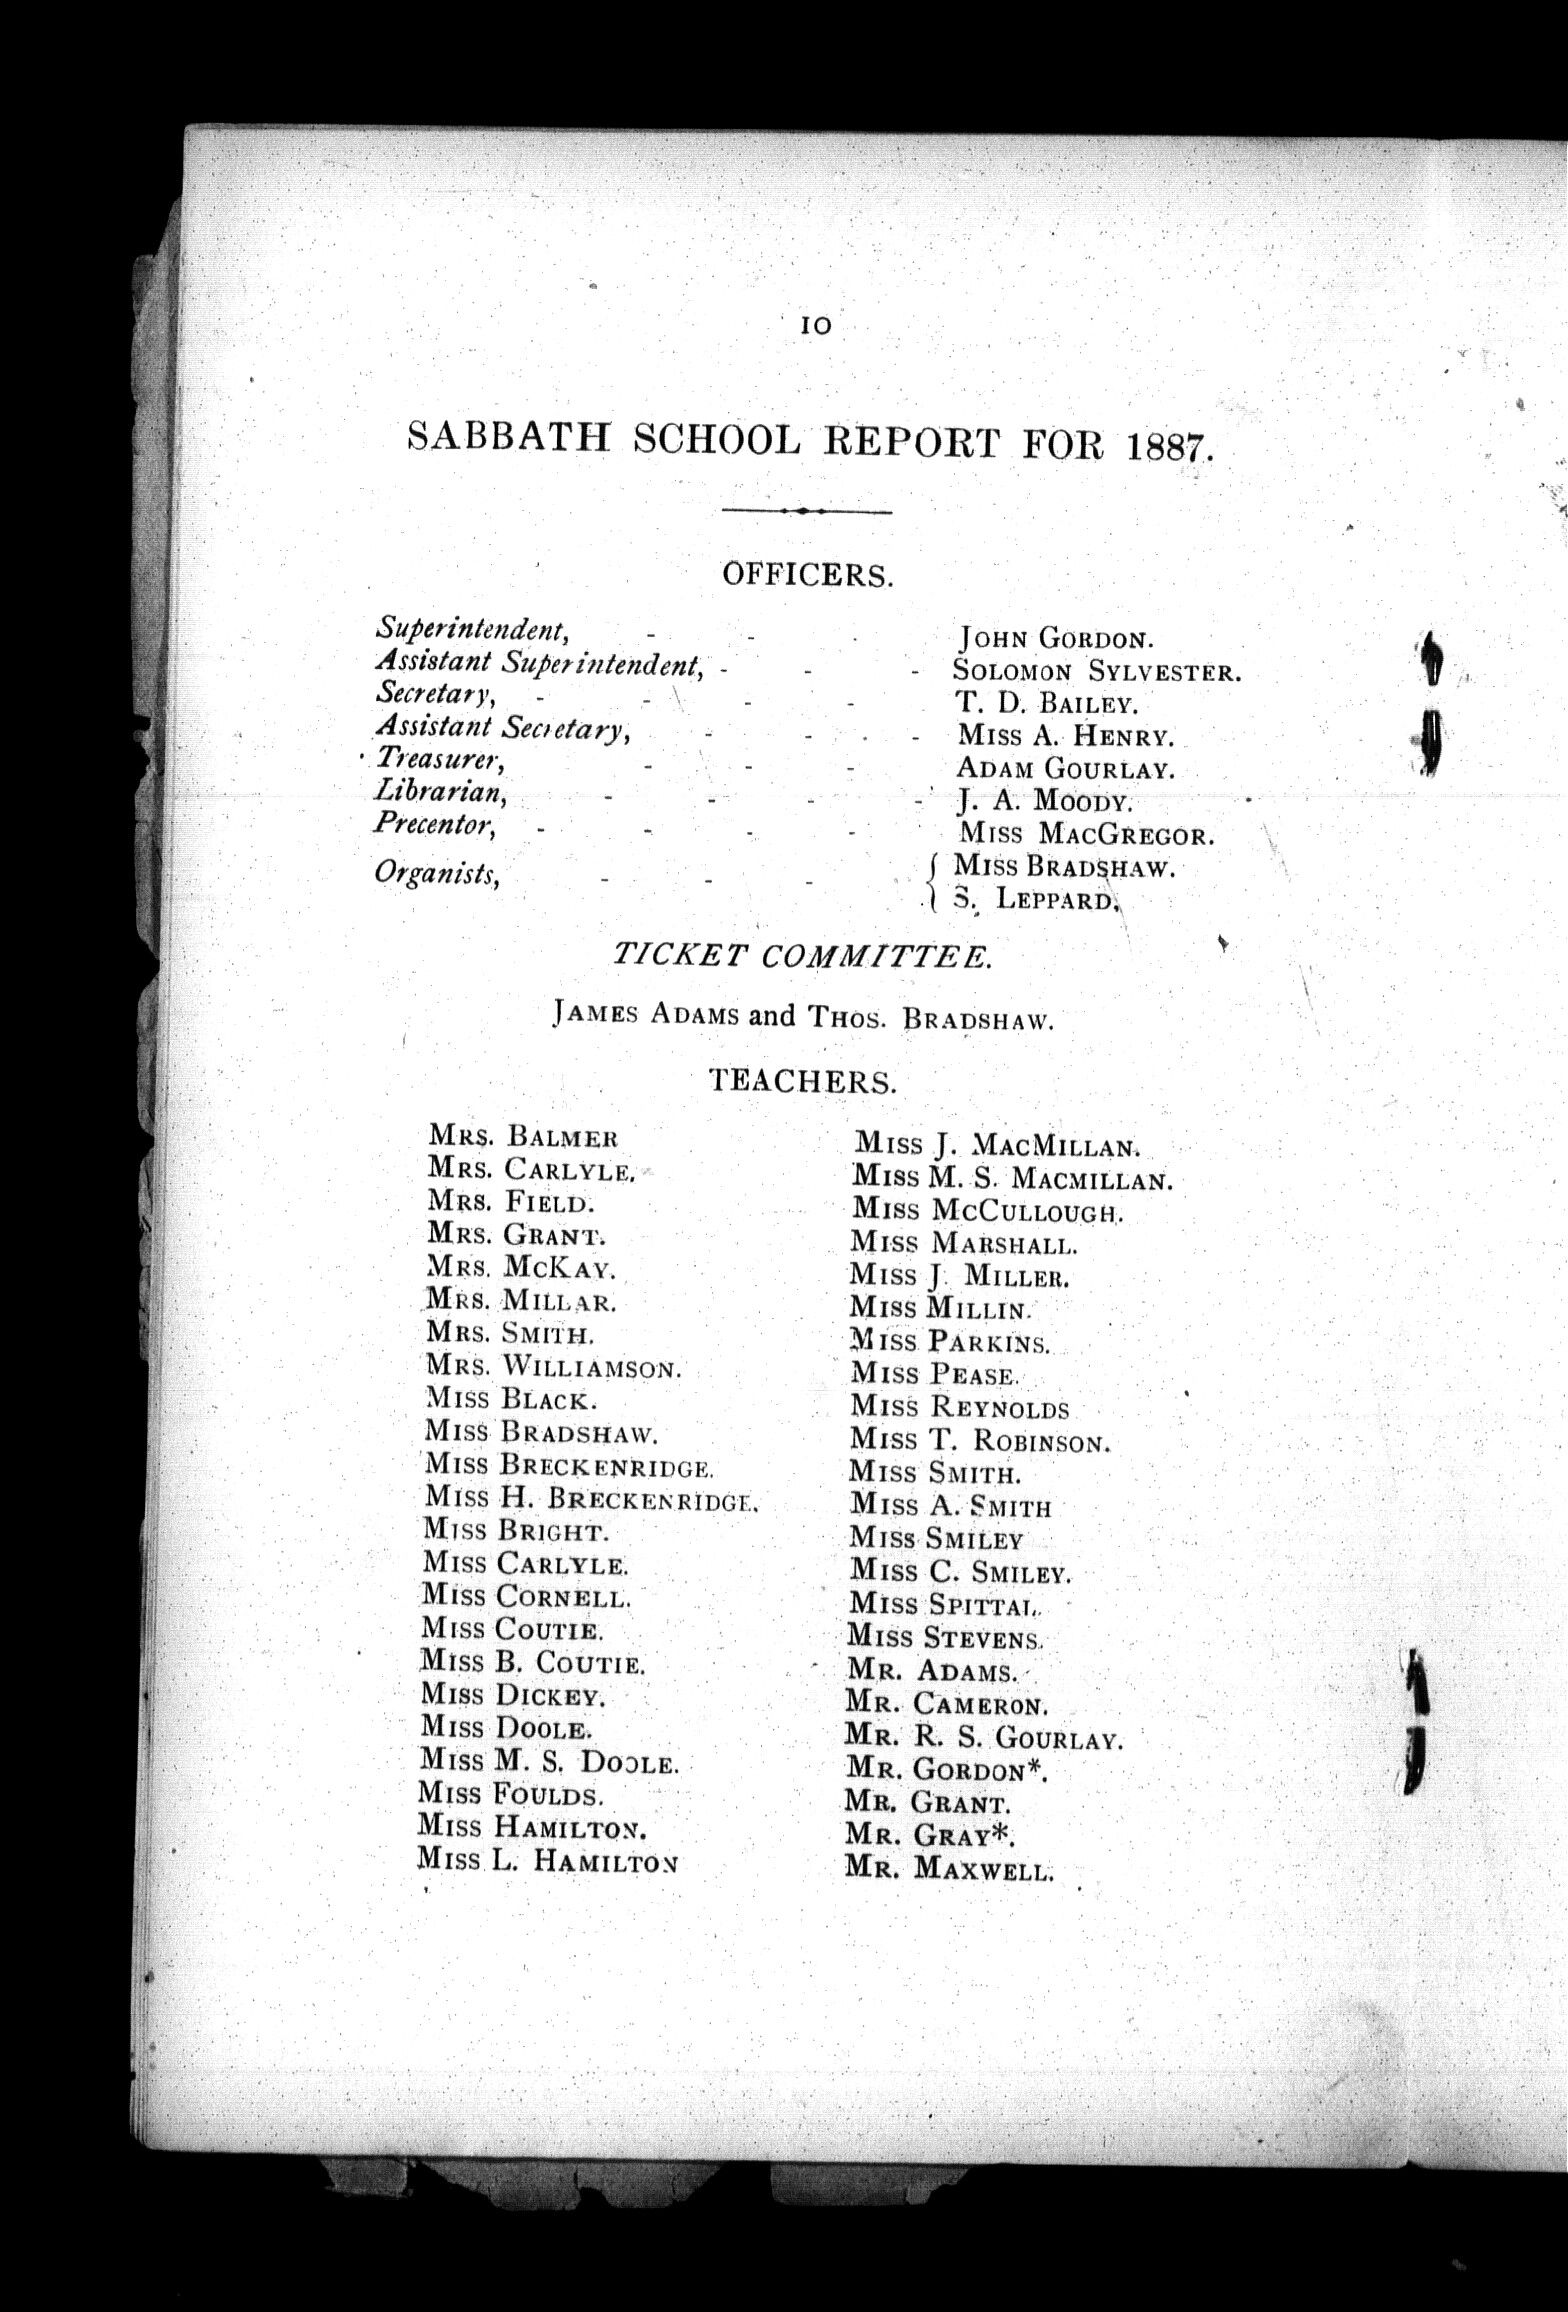 10
SABBATH SCHOOL REPORT FOR 1887.
OFFICERS.
Superintendent, - - - JOHN GORDON.
Assistant Superintendent, - - - SOLOMON SYLVESTER.
Secretary, - - - - T. D. BAILEY.
Assistant Secretary, - - - MISS A. HENRY.
Treasurer, - - - ADAM GOURLAY.
Librarian, - - - - J. A. MOODY.
Precentor, - - - - MISS MACGREGOR.
Organists, - - - { MISS BRADSHAW.
S. LEPPARD.
TICKET COMMITTEE.
JAMES ADAMS and THOS. BRADSHAW.
TEACHERS.
MRS. BALMER
MRS. CARLYLE.
MRS. FIELD.
MRS. GRANT.
MRS. MCKAY.
MRS. MILLAR.
MRS. SMITH.
MRS. WILLIAMSON.
MISS BLACK.
MISS BRADSHAW.
MISS BRECKENRIDGE.
MISS H. BRECKENRIDGE.
MISS BRIGHT.
MISS CARLYLE.
MISS CORNELL.
MISS COUTIE.
MISS B. COUTIE.
MISS DICKEY.
MISS DOOLE.
MISS M. S. DOOLE.
MISS FOULDS.
MISS HAMILTON.
MISS L. HAMILTON
MISS J. MACMILLAN.
MISS M. S. MACMILLAN.
MISS MCCULLOUGH.
MISS MARSHALL.
MISS J. MILLER.
MISS MILLIN.
MISS PARKINS.
MISS PEASE.
MISS REYNOLDS
MISS T. ROBINSON.
MISS SMITH.
MISS A. SMITH
MISS SMILEY
MISS C. SMILEY.
MISS SPITTAL.
MISS STEVENS.
MR. ADAMS.
MR. CAMERON.
MR. R. S. GOURLAY.
MR. GORDON*.
MR. GRANT.
MR. GRAY*.
MR. MAXWELL.